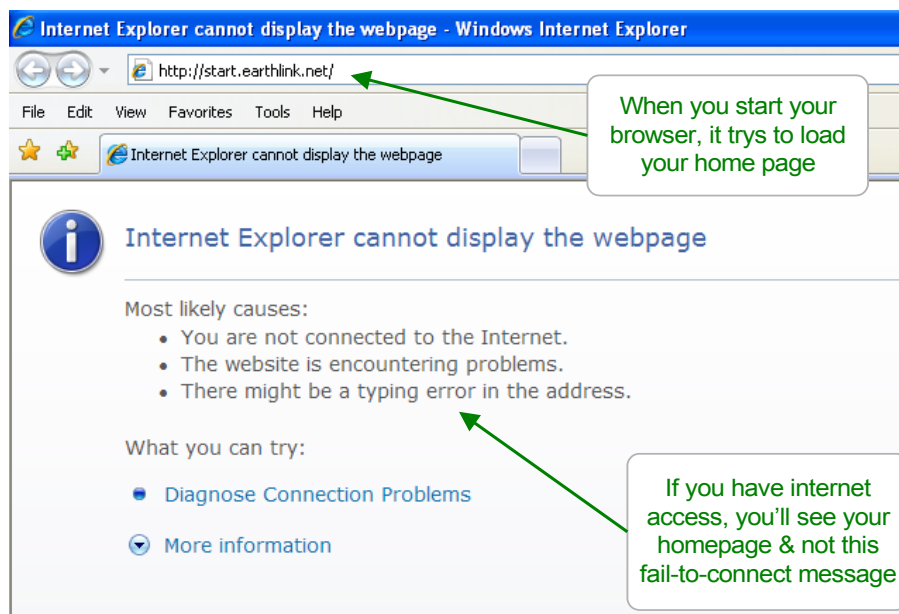 Internet Explorer cannot display the webpage - Windows Internet Explorer
http://start.earthlink.net/
File Edit View Favorites Tools Help
Internet Explorer cannot display the webpage
When you start your
browser, it trys to load
your home page
Internet Explorer cannot display the webpage
Most likely causes:
• You are not connected to the Internet.
• The website is encountering problems.
• There might be a typing error in the address.
What you can try:
Diagnose Connection Problems
More information
If you have internet
access, you’ll see your
homepage & not this
fail-to-connect message